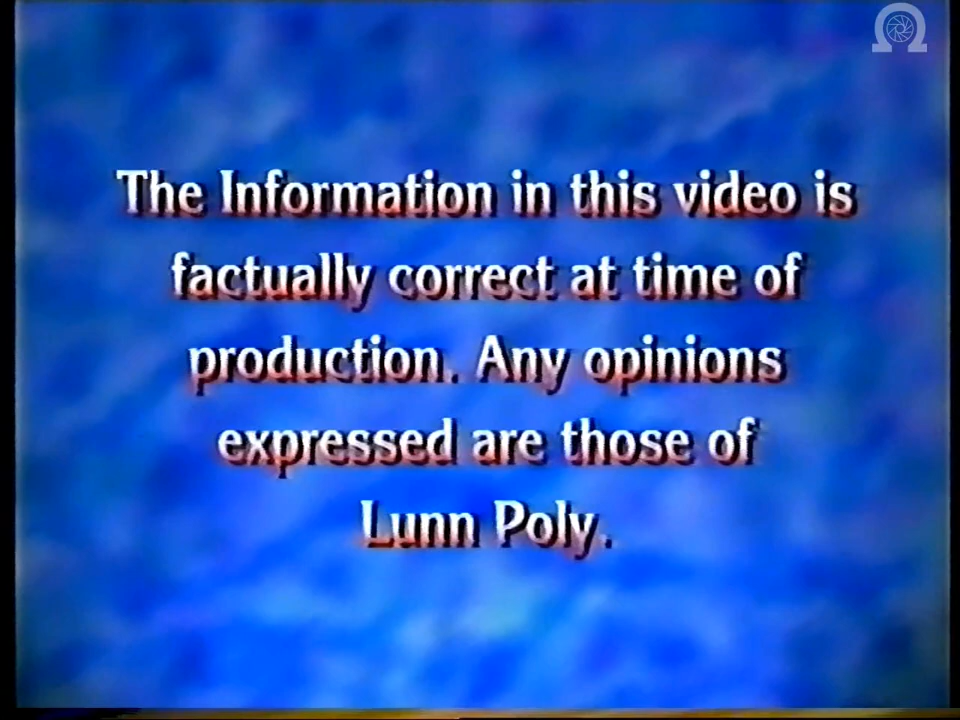 The Information in this video is
factually correct at time of
production. Any opinions
expressed are those of
Lunn Poly.